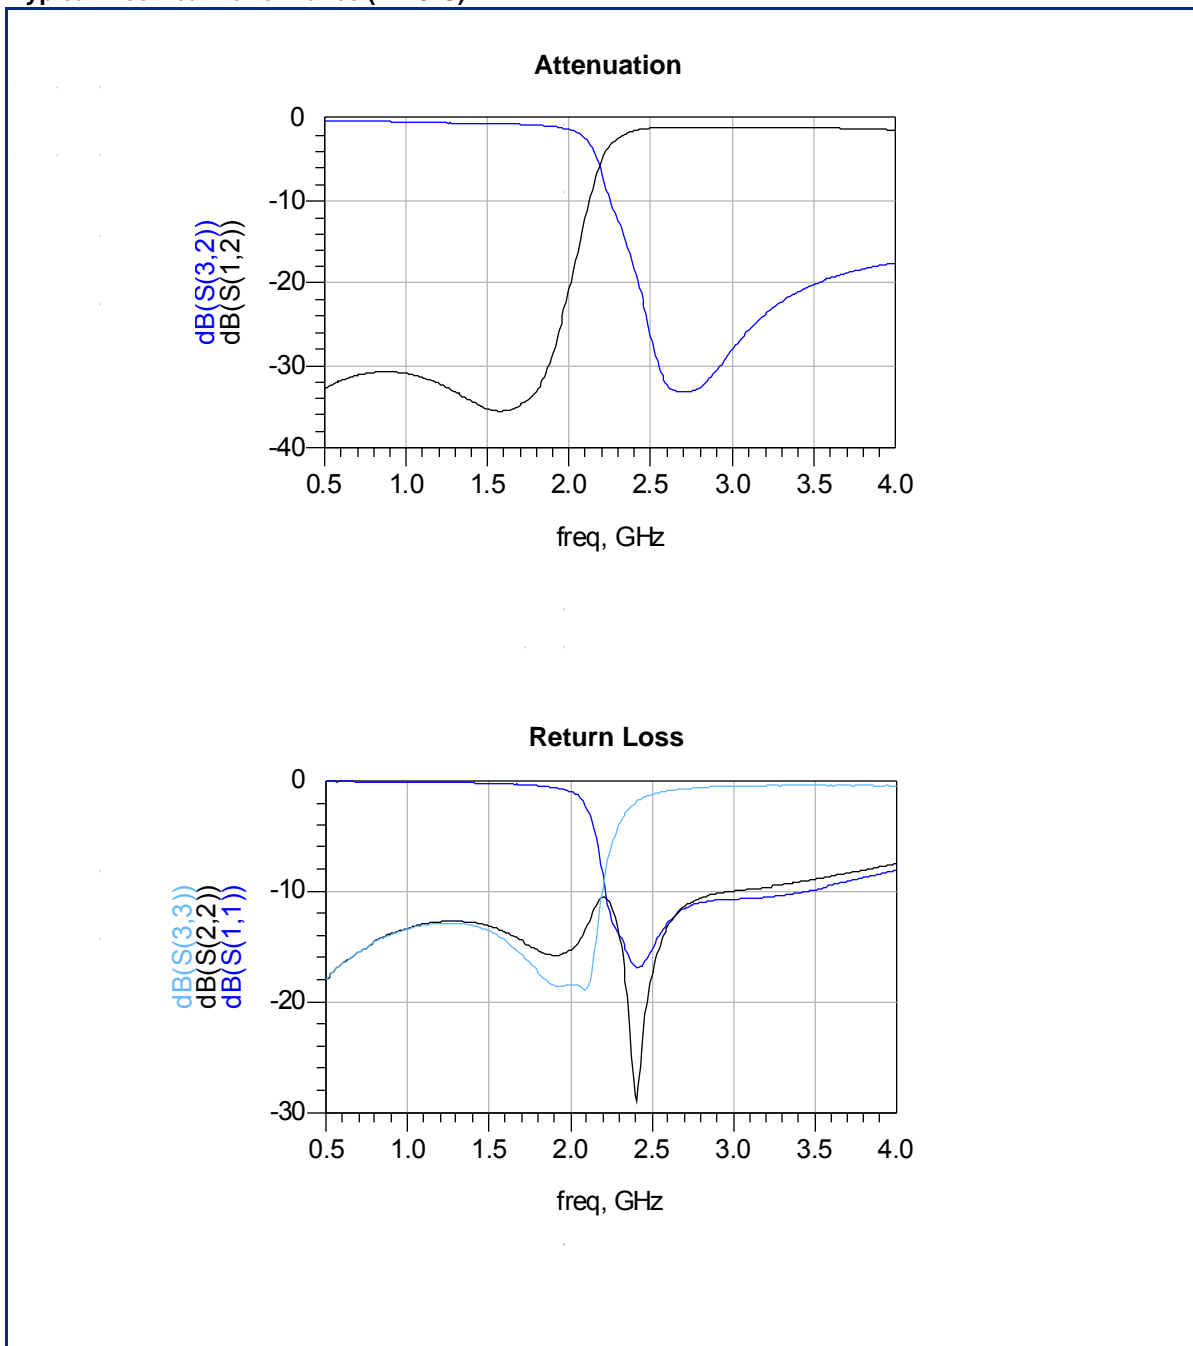 Attenuation
0
-10
-20
-30
-40
dB(S(3,2))
dB(S(1,2))
0.5 1.0 1.5 2.0 2.5 3.0 3.5 4.0
freq, GHz
Return Loss
0
-10
-20
-30
dB(S(3,3))
dB(S(2,2))
dB(S(1,1))
0.5 1.0 1.5 2.0 2.5 3.0 3.5 4.0
freq, GHz